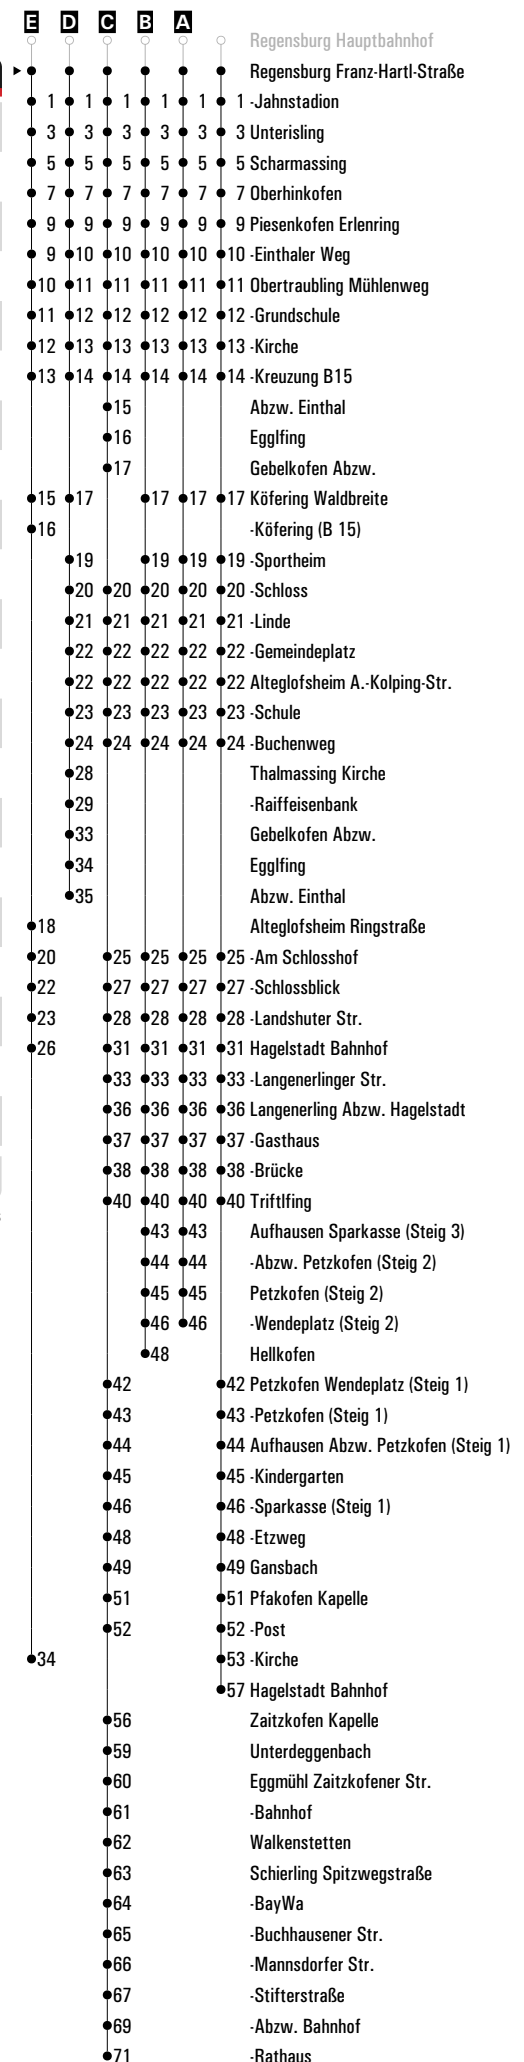 E D C B A
Regensburg Hauptbahnhof
Regensburg Franz-Hartl-Straße
1 1 1 1 1 1 -Jahnstadion
3 3 3 3 3 3 Unterisling
5 5 5 5 5 5 Scharmassing
7 7 7 7 7 7 Oberhinkofen
9 9 9 9 9 9 Piesenkofen Erlenring
9 10 10 10 10 10 -Einthaler Weg
10 11 11 11 11 11 Obertraubling Mühlenweg
11 12 12 12 12 12 -Grundschule
12 13 13 13 13 13 -Kirche
13 14 14 14 14 14 -Kreuzung B15
15 Abzw. Einthal
16 Egglfing
17 Gebelkofen Abzw.
15 17 17 17 17 Köfering Waldbreite
16 -Köfering (B 15)
19 19 19 19 -Sportheim
20 20 20 20 20 -Schloss
21 21 21 21 21 -Linde
22 22 22 22 22 -Gemeindeplatz
22 22 22 22 22 Alteglofsheim A.-Kolping-Str.
23 23 23 23 23 -Schule
24 24 24 24 24 -Buchenweg
28 Thalmassing Kirche
29 -Raiffeisenbank
33 Gebelkofen Abzw.
34 Egglfing
35 Abzw. Einthal
18 Alteglofsheim Ringstraße
20 25 25 25 25 -Am Schlosshof
22 27 27 27 27 -Schlossblick
23 28 28 28 28 -Landshuter Str.
26 31 31 31 31 Hagelstadt Bahnhof
33 33 33 33 -Langenerlinger Str.
36 36 36 36 Langenerling Abzw. Hagelstadt
37 37 37 37 -Gasthaus
38 38 38 38 -Brücke
40 40 40 40 Triftlfing
43 43 Aufhausen Sparkasse (Steig 3)
44 44 -Abzw. Petzkofen (Steig 2)
45 45 Petzkofen (Steig 2)
46 46 -Wendeplatz (Steig 2)
48 Hellkofen
42 42 Petzkofen Wendeplatz (Steig 1)
43 43 -Petzkofen (Steig 1)
44 44 Aufhausen Abzw. Petzkofen (Steig 1)
45 45 -Kindergarten
46 46 -Sparkasse (Steig 1)
48 48 -Etzweg
49 49 Gansbach
51 51 Pfakofen Kapelle
52 52 -Post
34 53 -Kirche
57 Hagelstadt Bahnhof
56 Zaitzkofen Kapelle
59 Unterdeggenbach
60 Eggmühl Zaitzkofener Str.
61 -Bahnhof
62 Walkenstetten
63 Schierling Spitzwegstraße
64 -BayWa
65 -Buchhausener Str.
66 -Mannsdorfer Str.
67 -Stifterstraße
69 -Abzw. Bahnhof
71 -Rathaus